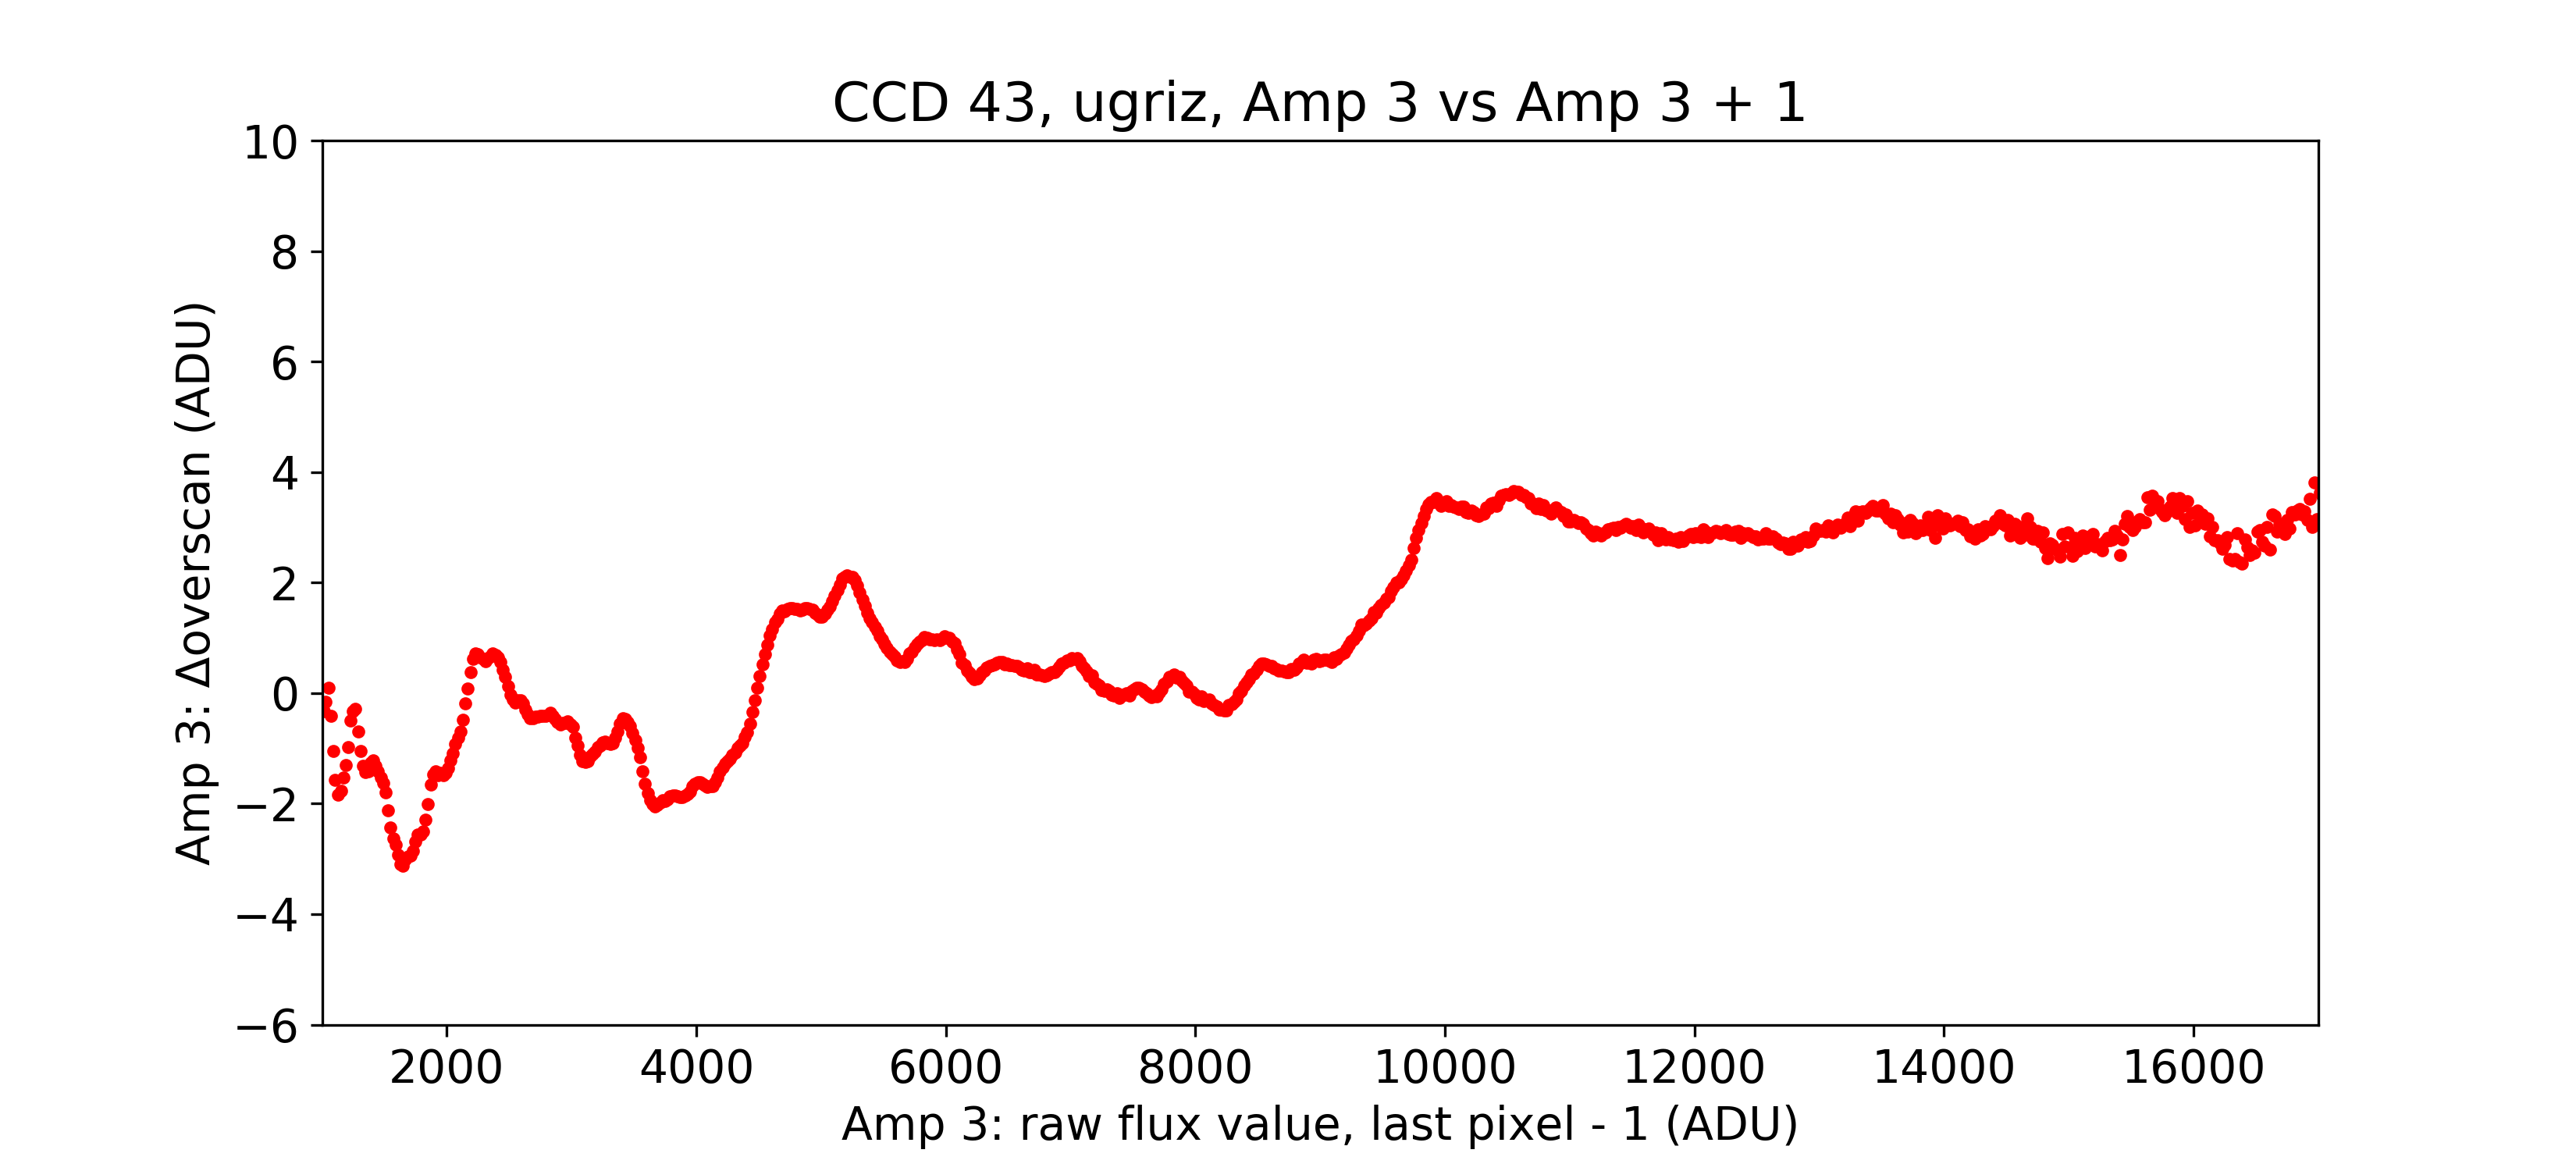 CCD 43, ugriz, Amp 3 vs Amp 3 + 1
10
8
6
4
2
0
−2
−4
−6
Amp 3: Δoverscan (ADU)
2000 4000 6000 8000 10000 12000 14000 16000
Amp 3: raw flux value, last pixel - 1 (ADU)